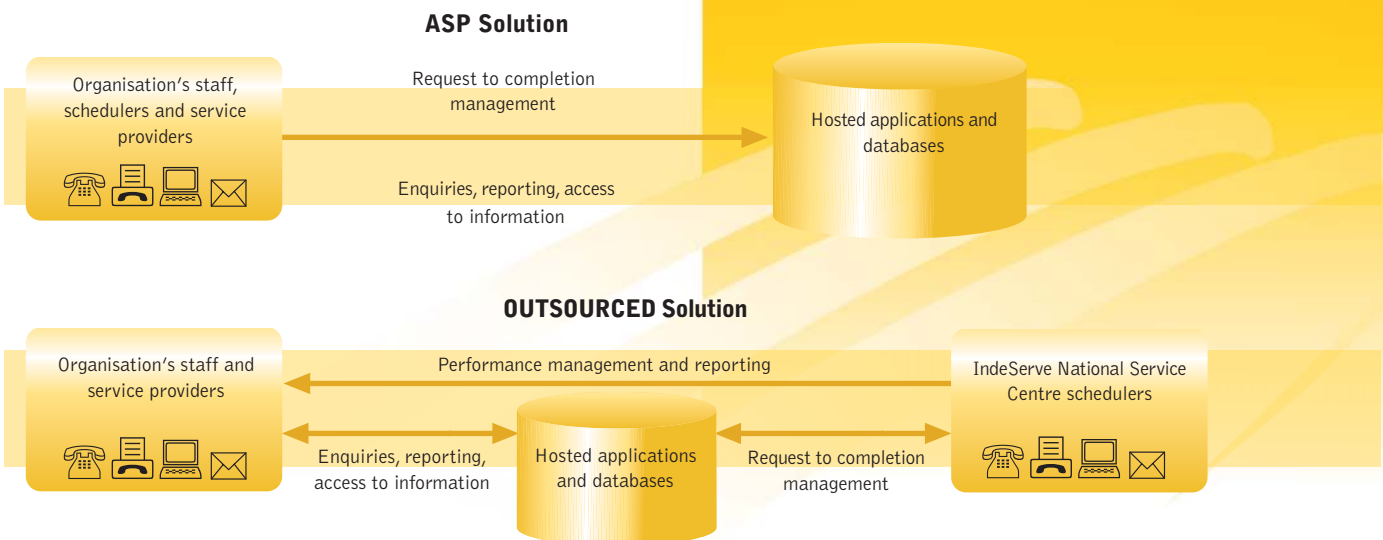 ASP Solution
Organisation's staff,
schedulers and service
providers
Request to completion
management
Enquiries, reporting, access
to information
Hosted applications and
databases
OUTSOURCED Solution
Organisation's staff and
service providers
Performance management and reporting
Enquiries, reporting,
access to information
Hosted applications
and databases
Request to completion
management
IndeServe National Service
Centre schedulers